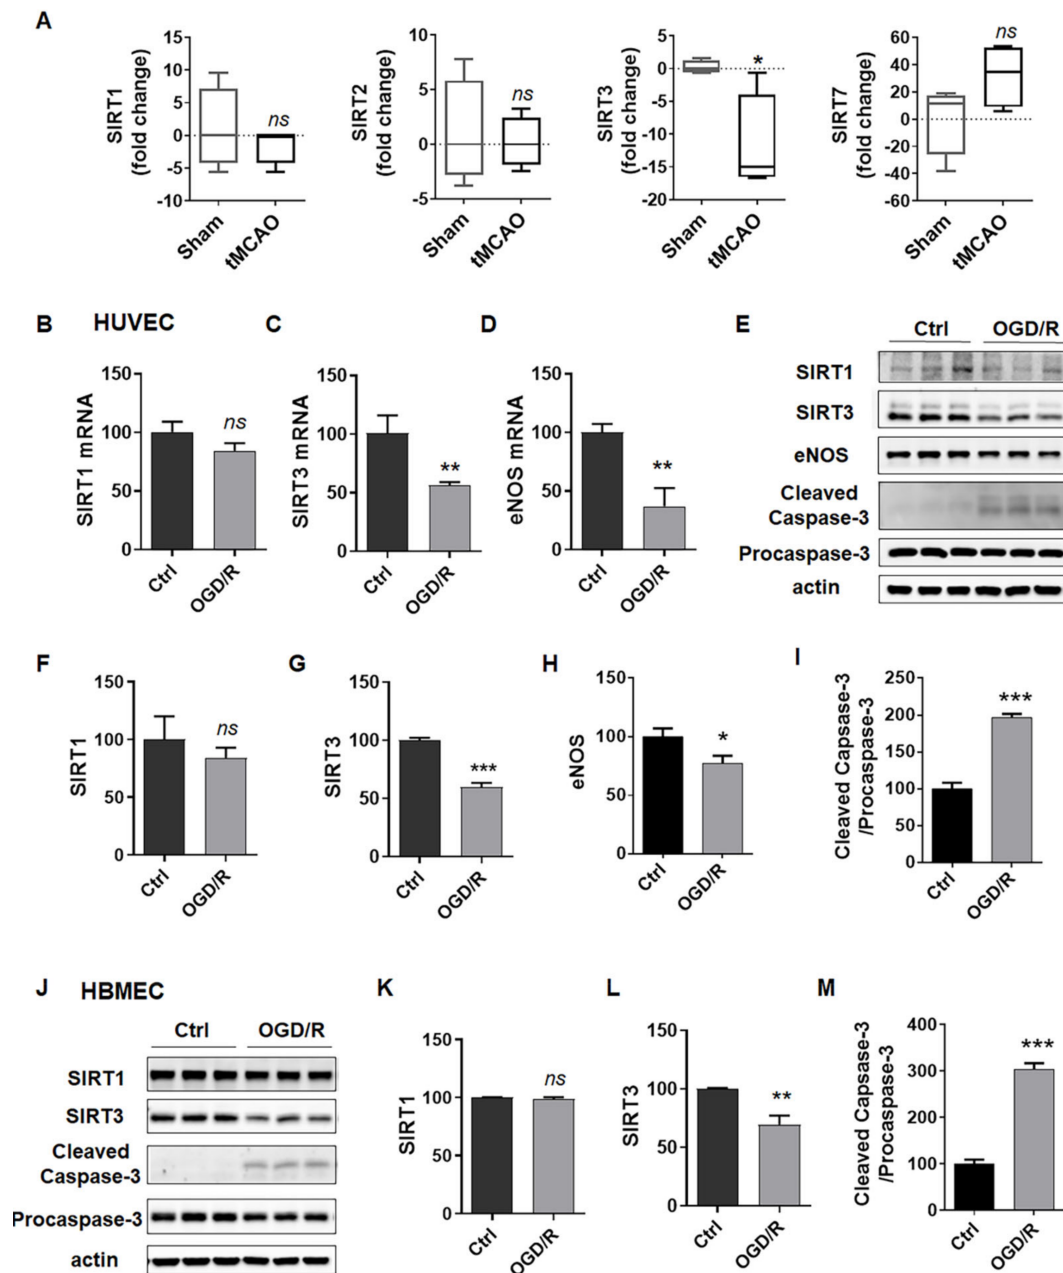 A
SIRT1
(fold change)
15
10
5
0
-5
-10
ns
Sham
tMCAO
SIRT2
(fold change)
10
5
0
-5
ns
Sham
tMCAO
SIRT3
(fold change)
5
0
-5
-10
-15
-20
*
Sham
tMCAO
SIRT7
(fold change)
60
40
20
0
-20
-40
-60
ns
Sham
tMCAO
B HUVEC
SIRT1 mRNA
150
100
50
0
ns
Ctrl
OGD/R
C
SIRT3 mRNA
150
100
50
0
**
Ctrl
OGD/R
D
eNOS mRNA
150
100
50
0
**
Ctrl
OGD/R
E
Ctrl OGD/R
SIRT1
SIRT3
eNOS
Cleaved
Caspase-3
Procaspase-3
actin
F
SIRT1
150
100
50
0
ns
Ctrl
OGD/R
G
SIRT3
150
100
50
0
***
Ctrl
OGD/R
H
eNOS
150
100
50
0
*
Ctrl
OGD/R
I
Cleaved Capsase-3
/Procaspase-3
250
200
150
100
50
0
***
Ctrl
OGD/R
J HBMEC
Ctrl OGD/R
SIRT1
SIRT3
Cleaved
Caspase-3
Procaspase-3
actin
K
SIRT1
150
100
50
0
ns
Ctrl
OGD/R
L
SIRT3
150
100
50
0
**
Ctrl
OGD/R
M
Cleaved Capsase-3
/Procaspase-3
400
300
200
100
0
***
Ctrl
OGD/R